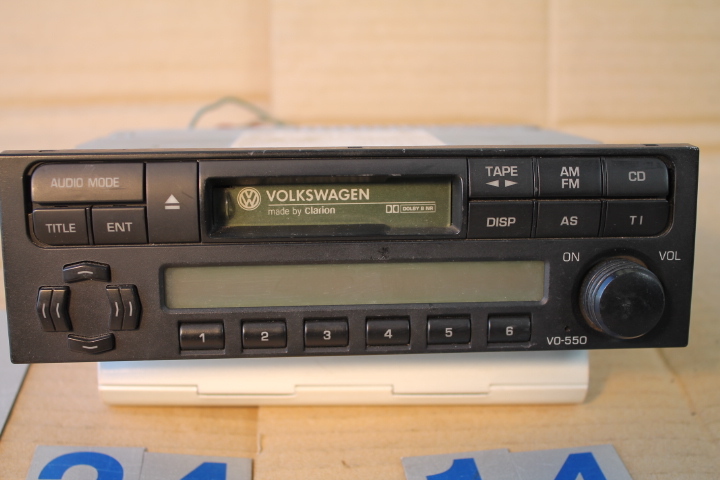 AUDIO MODE
TITLE
ENT
VOLKSWAGEN
made by Clarion
DOLBY B NR
TAPE
AM
FM
CD
DISP
AS
TI
ON
VOL
1
2
3
4
5
6
VO-550